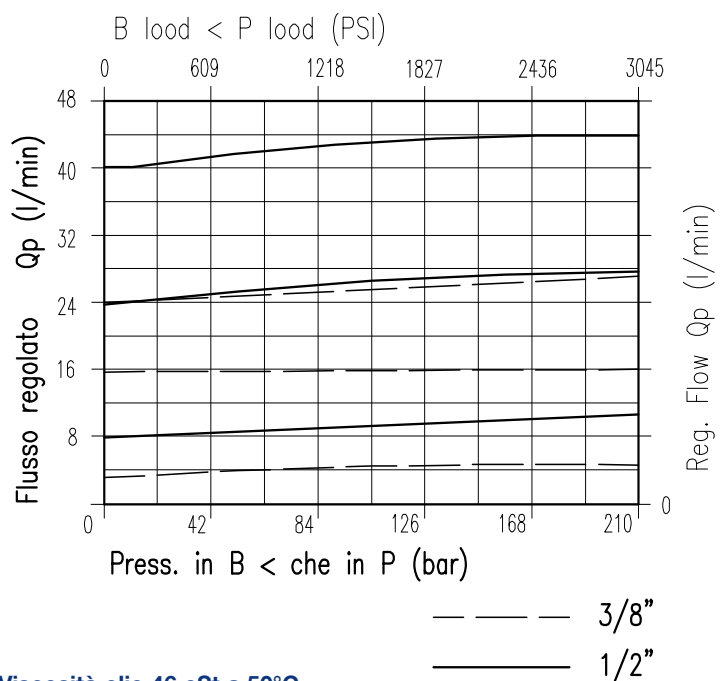 B lood < P lood (PSI)
0 609 1218 1827 2436 3045
48
40
32
24
16
8
0
Flusso regolato Qp (l/min)
Reg. Flow Qp (l/min)
0
0 42 84 126 168 210
Press. in B < che in P (bar)
3/8"
1/2"